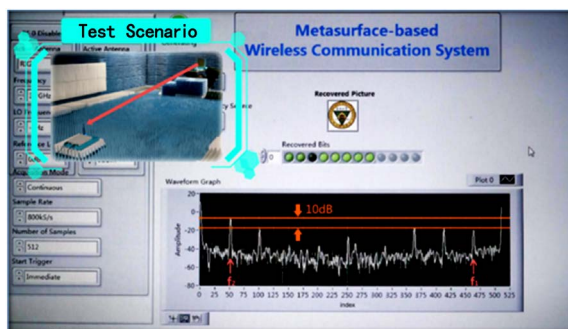 Test Scenario
Metasurface-based
Wireless Communication System
Active Antenna
Recovered Picture
Recovered Bits
0
Acquisition Mode
Continuous
Sample Rate
800kS/s
Number of Samples
512
Start Trigger
Immediate
Waveform Graph
Plot 0
10dB
Amplitude
20
0
-20
-40
-60
-80
0 25 50 75 100 125 150 175 200 225 250 275 300 325 350 375 400 425 450 475 500 525
index